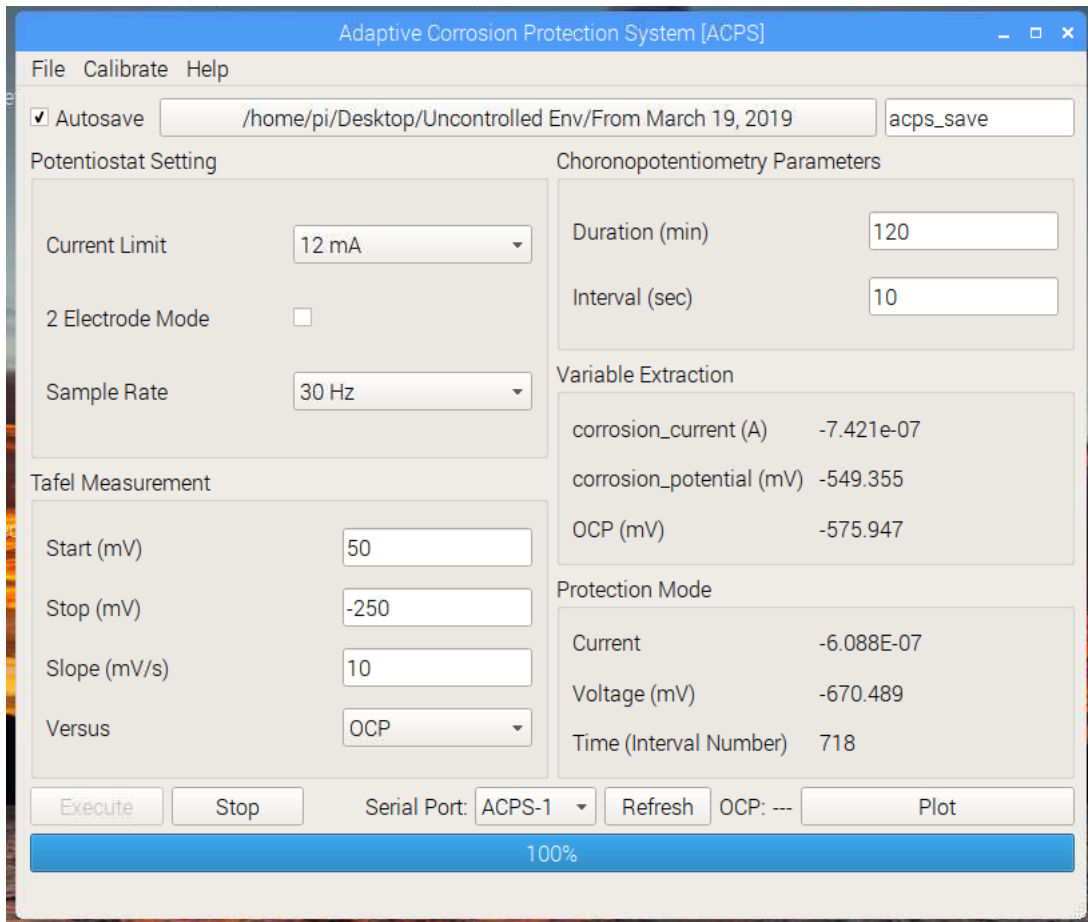 Adaptive Corrosion Protection System [ACPS]
File Calibrate Help
Autosave /home/pi/Desktop/Uncontrolled Env/From March 19, 2019 acps_save
Potentiostat Setting
Current Limit 12 mA
2 Electrode Mode
Sample Rate 30 Hz
Tafel Measurement
Start (mV) 50
Stop (mV) -250
Slope (mV/s) 10
Versus OCP
Choronopotentiometry Parameters
Duration (min) 120
Interval (sec) 10
Variable Extraction
corrosion_current (A) -7.421e-07
corrosion_potential (mV) -549.355
OCP (mV) -575.947
Protection Mode
Current -6.088E-07
Voltage (mV) -670.489
Time (Interval Number) 718
Execute Stop Serial Port: ACPS-1 Refresh OCP: --- Plot
100%